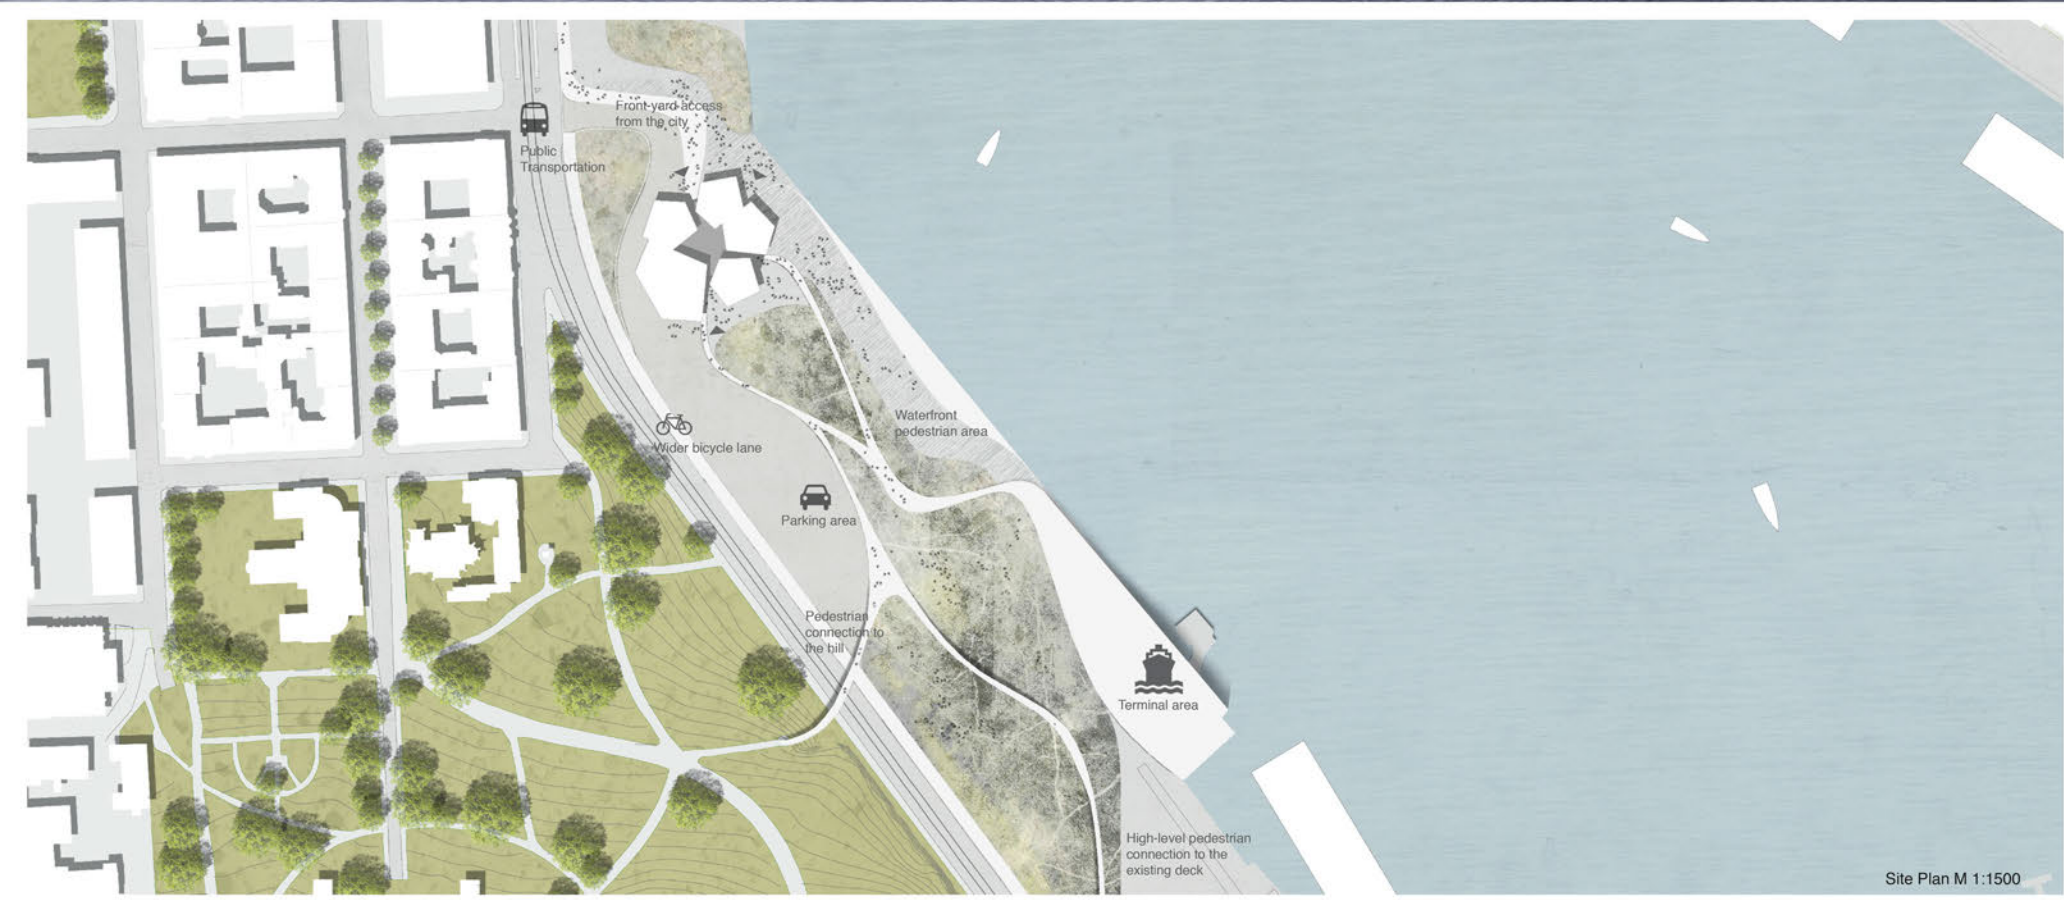 Front-yard access
from the city
Public
Transportation
Waterfront
pedestrian area
Wider bicycle lane
Parking area
Pedestrian
connection to
the hill
Terminal area
High-level pedestrian
connection to the
existing deck
Site Plan M 1:1500